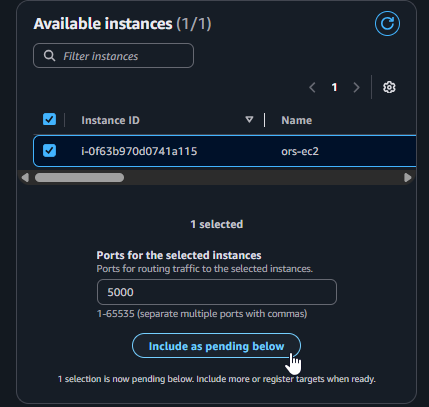 Available instances (1/1)
Filter instances
1
Instance ID
Name
i-0f63b970d0741a115
ors-ec2
1 selected
Ports for the selected instances
Ports for routing traffic to the selected instances.
5000
1-65535 (separate multiple ports with commas)
Include as pending below
1 selection is now pending below. Include more or register targets when ready.